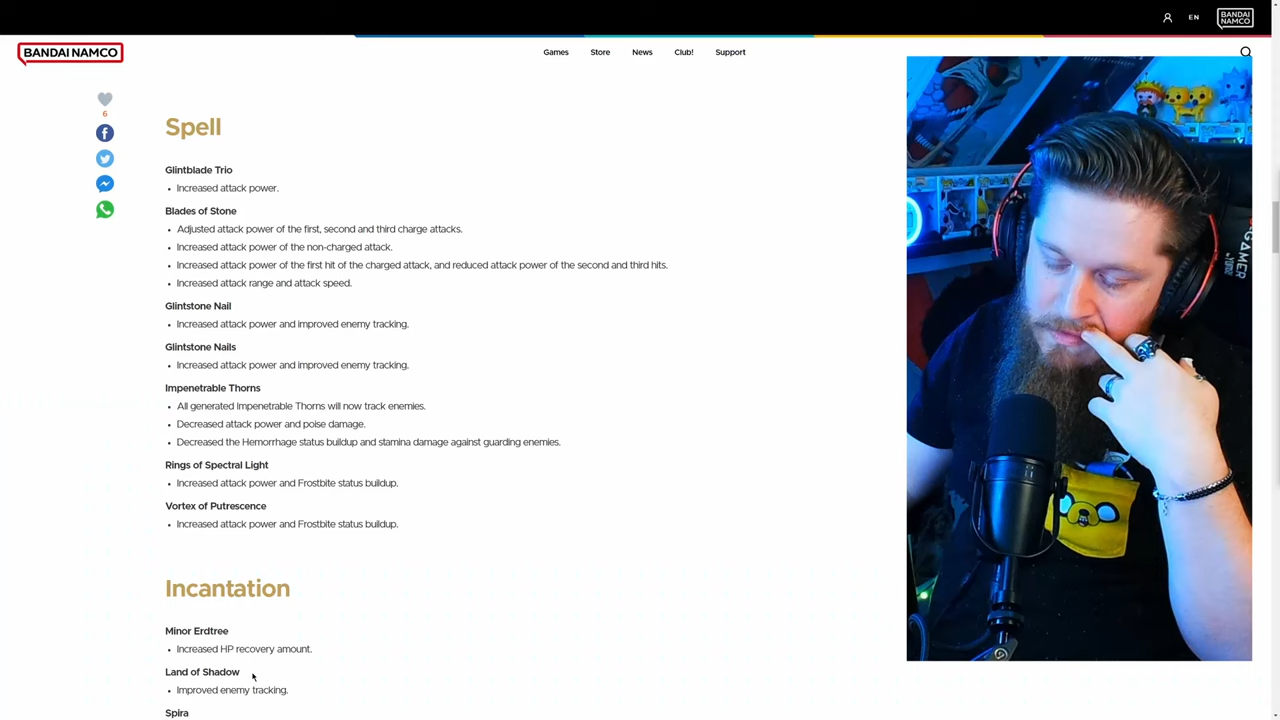 EN
BANDAI
NAMCO
BANDAI NAMCO
Games
Store
News
Club!
Support
6
Spell
Glintblade Trio
• Increased attack power.
Blades of Stone
• Adjusted attack power of the first, second and third charge attacks.
• Increased attack power of the non-charged attack.
• Increased attack power of the first hit of the charged attack, and reduced attack power of the second and third hits.
• Increased attack range and attack speed.
Glintstone Nail
• Increased attack power and improved enemy tracking.
Glintstone Nails
• Increased attack power and improved enemy tracking.
Impenetrable Thorns
• All generated Impenetrable Thorns will now track enemies.
• Decreased attack power and poise damage.
• Decreased the Hemorrhage status buildup and stamina damage against guarding enemies.
Rings of Spectral Light
• Increased attack power and Frostbite status buildup.
Vortex of Putrescence
• Increased attack power and Frostbite status buildup.
Incantation
Minor Erdtree
• Increased HP recovery amount.
Land of Shadow
• Improved enemy tracking.
Spira
GAMER